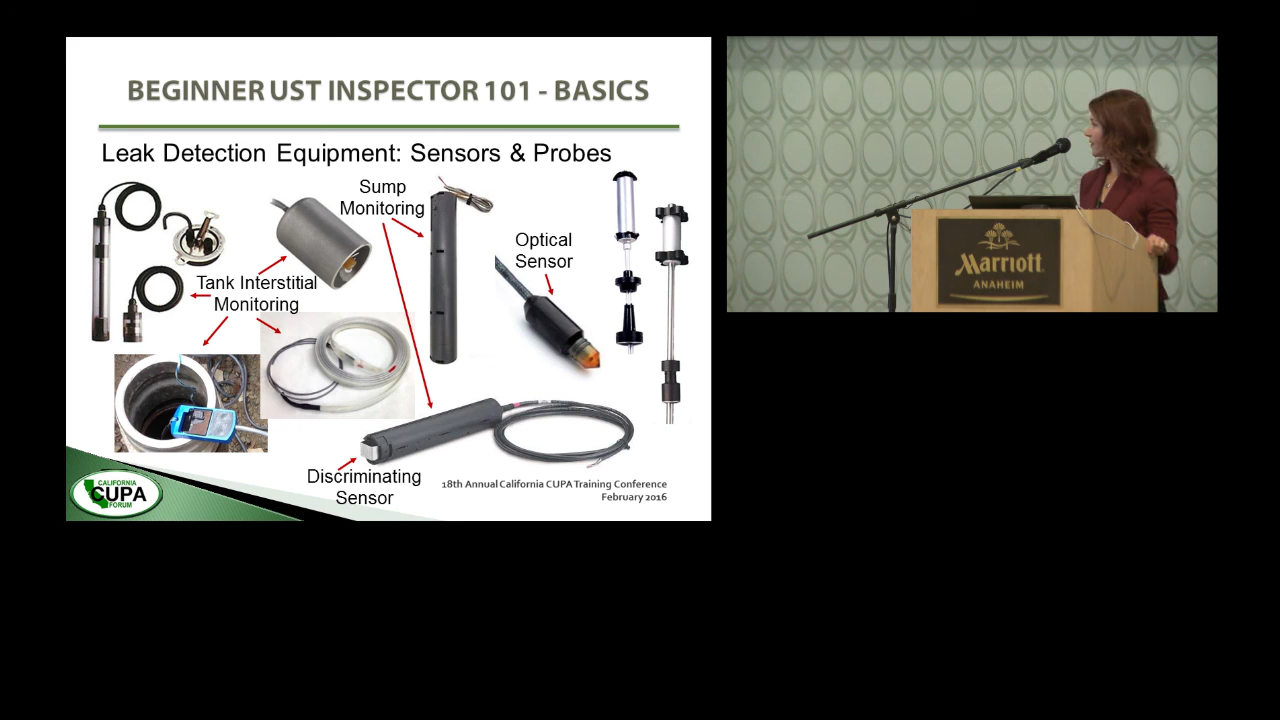 BEGINNER UST INSPECTOR 101 - BASICS
Leak Detection Equipment: Sensors & Probes
Sump
Monitoring
Optical
Sensor
Tank Interstitial
Monitoring
Discriminating
Sensor
18th Annual California CUPA Training Conference
February 2016
CALIFORNIA
CUPA
FORUM
Marriott
ANAHEIM